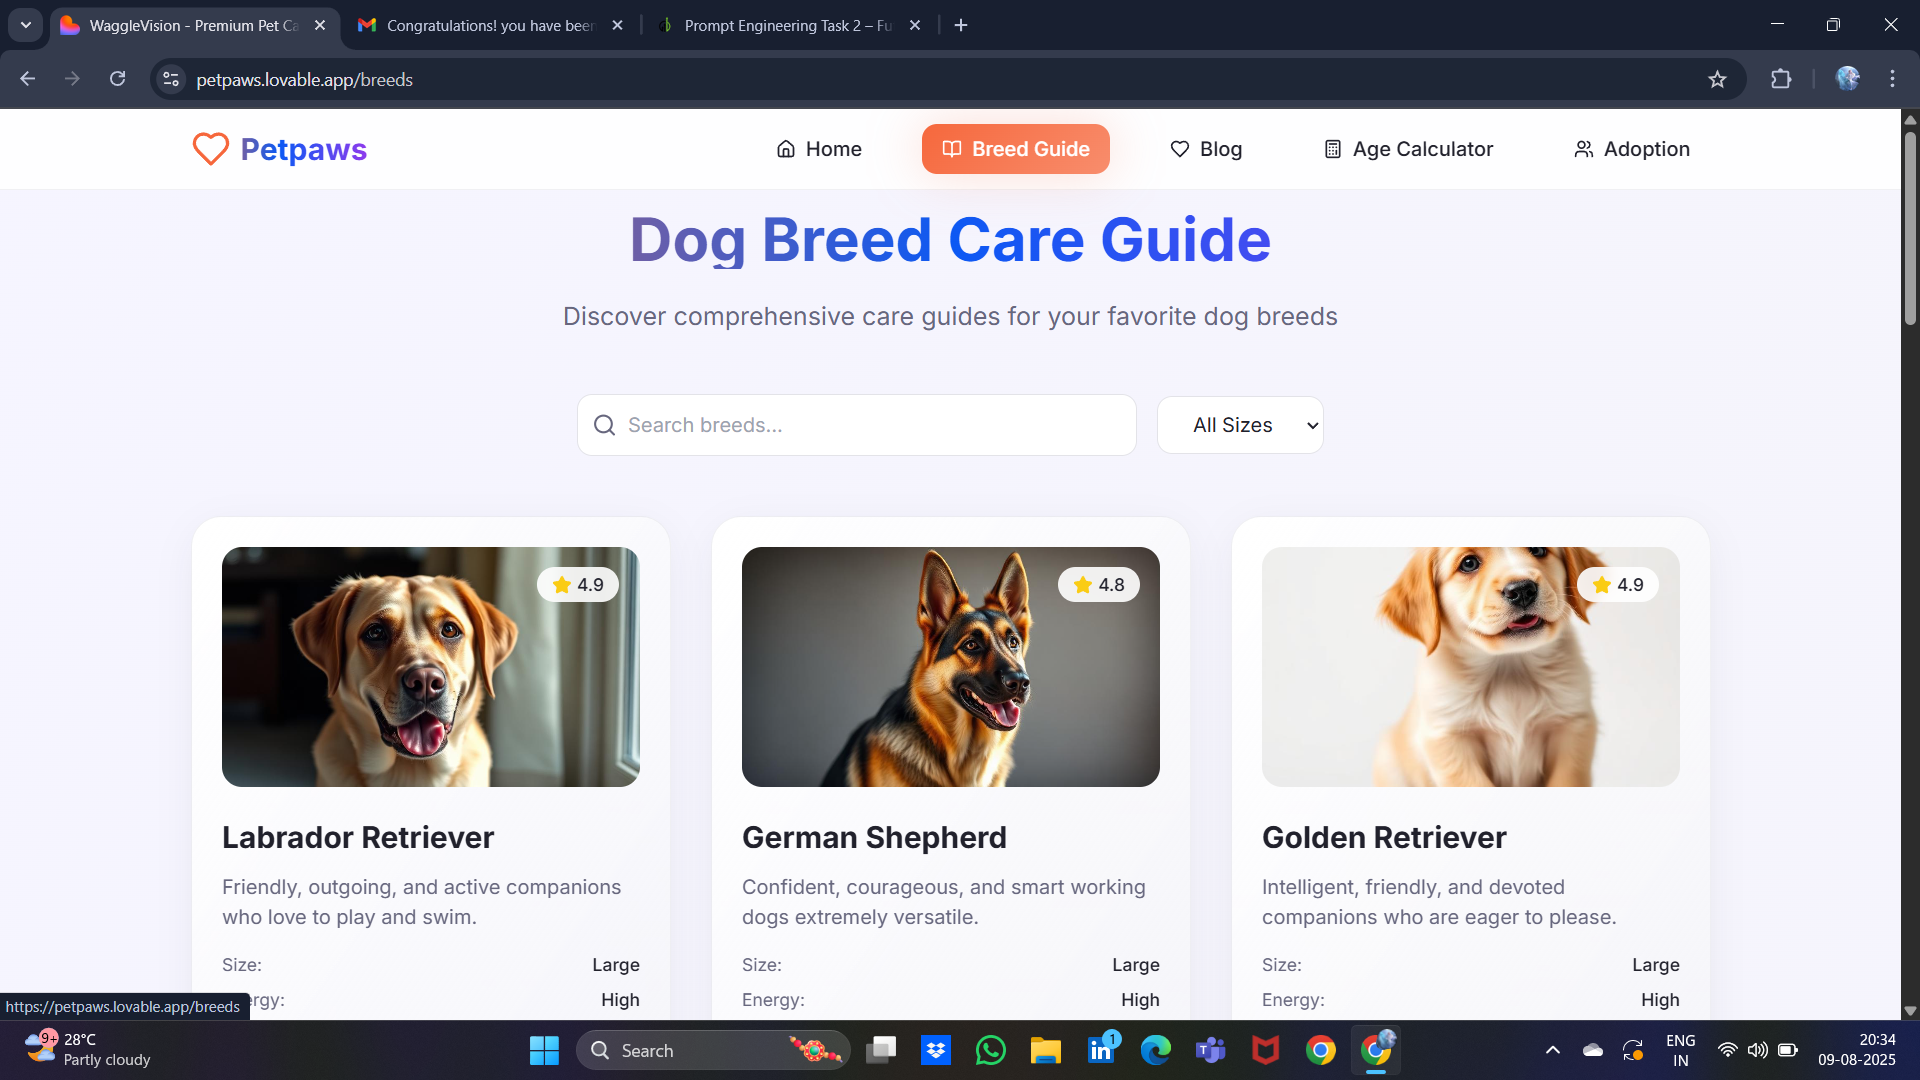 WaggleVision - Premium Pet Ca
Congratulations! you have been
Prompt Engineering Task 2 – Fu
petpaws.lovable.app/breeds
Petpaws
Home
Breed Guide
Blog
Age Calculator
Adoption
Dog Breed Care Guide
Discover comprehensive care guides for your favorite dog breeds
Search breeds...
All Sizes
4.9
4.8
4.9
Labrador Retriever
Friendly, outgoing, and active companions
who love to play and swim.
Size: Large
ergy: High
German Shepherd
Confident, courageous, and smart working
dogs extremely versatile.
Size: Large
Energy: High
Golden Retriever
Intelligent, friendly, and devoted
companions who are eager to please.
Size: Large
Energy: High
https://petpaws.lovable.app/breeds
9+
28°C
Partly cloudy
Search
1
ENG
IN
20:34
09-08-2025